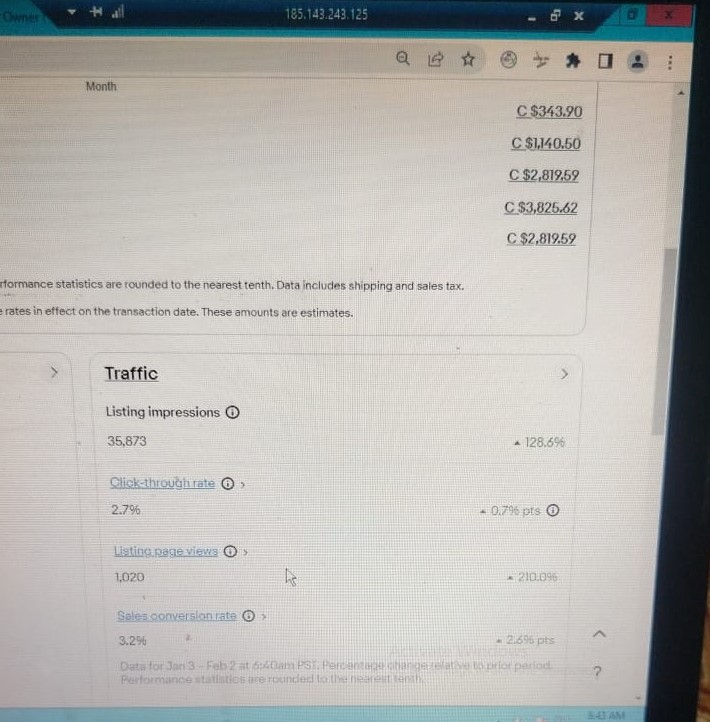 Owner
185.143.243.125
Month
C $343.90
C $1,140.50
C $2,819.59
C $3,825.62
C $2,819.59
rformance statistics are rounded to the nearest tenth. Data includes shipping and sales tax.
e rates in effect on the transaction date. These amounts are estimates.
Traffic
Listing impressions
35,873 128.6%
Click-through rate
2.7% 0.7% pts
Listing page views
1,020 210.0%
Sales conversion rate
3.2% 2.6% pts
Activate Windows
Data for Jan 3 - Feb 2 at 6:40am PST. Percentage change relative to prior period.
Performance statistics are rounded to the nearest tenth.
8:43 AM